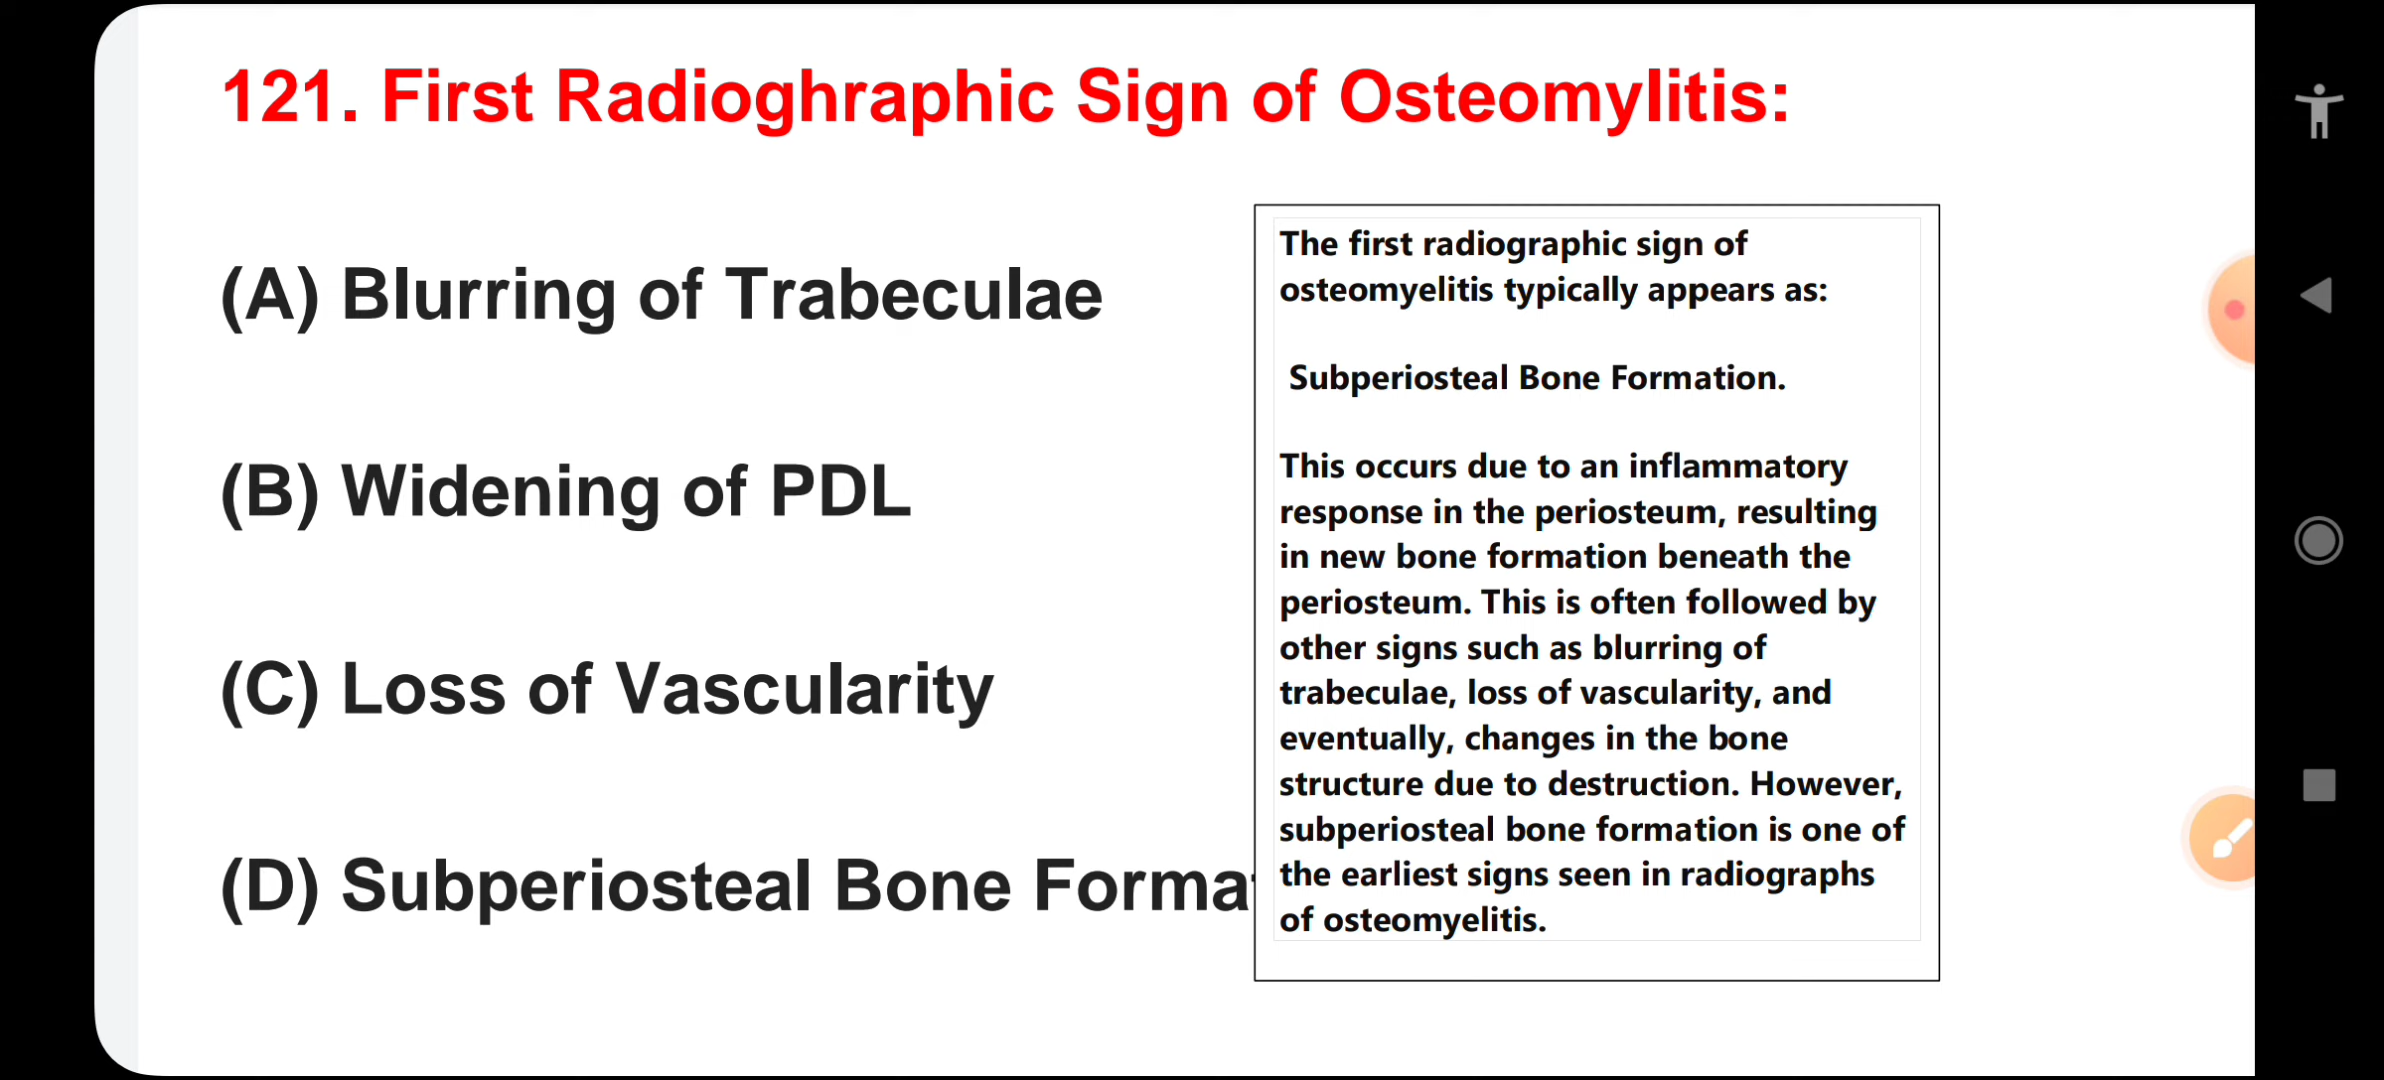 121. First Radioghraphic Sign of Osteomylitis:
(A) Blurring of Trabeculae
(B) Widening of PDL
(C) Loss of Vascularity
(D) Subperiosteal Bone Forma
The first radiographic sign of
osteomyelitis typically appears as:
Subperiosteal Bone Formation.
This occurs due to an inflammatory
response in the periosteum, resulting
in new bone formation beneath the
periosteum. This is often followed by
other signs such as blurring of
trabeculae, loss of vascularity, and
eventually, changes in the bone
structure due to destruction. However,
subperiosteal bone formation is one of
the earliest signs seen in radiographs
of osteomyelitis.